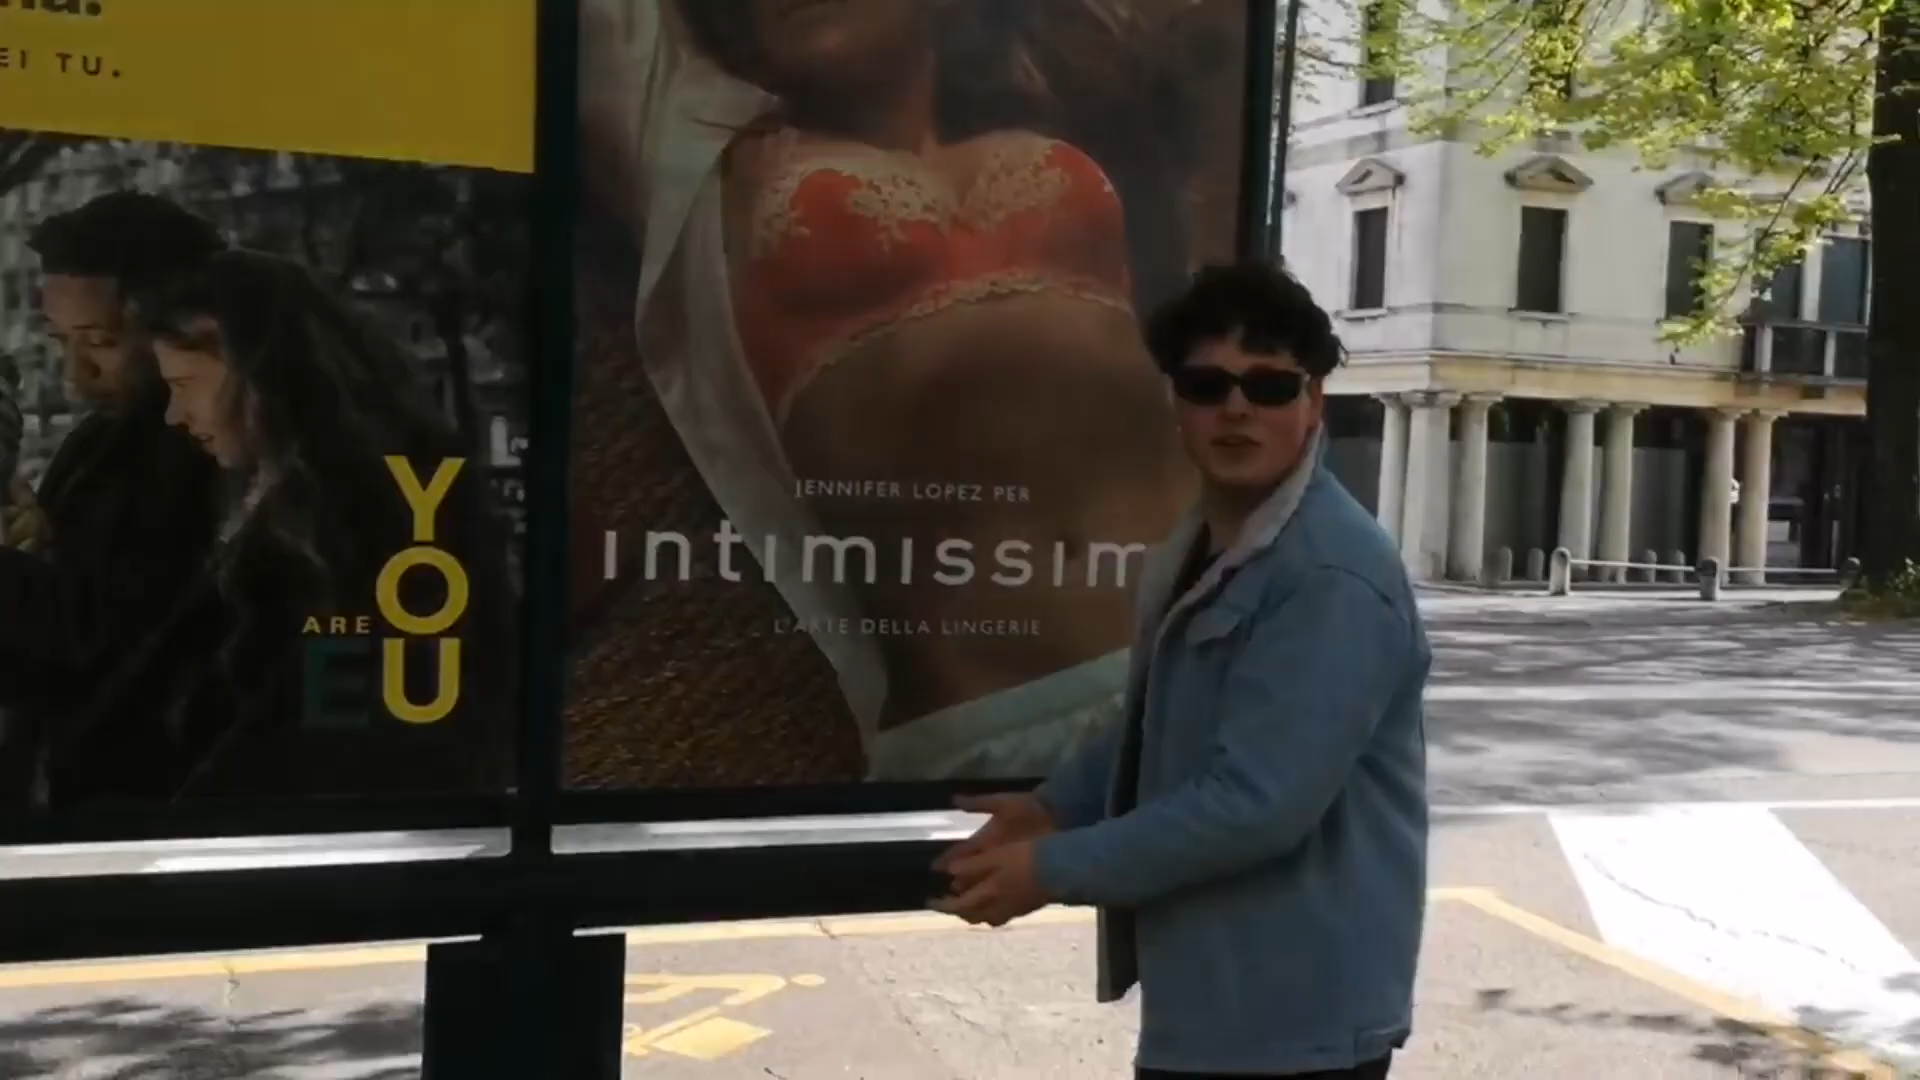 EI TU.
YOU
ARE
E
JENNIFER LOPEZ PER
intimissim
L'ARTE DELLA LINGERIE